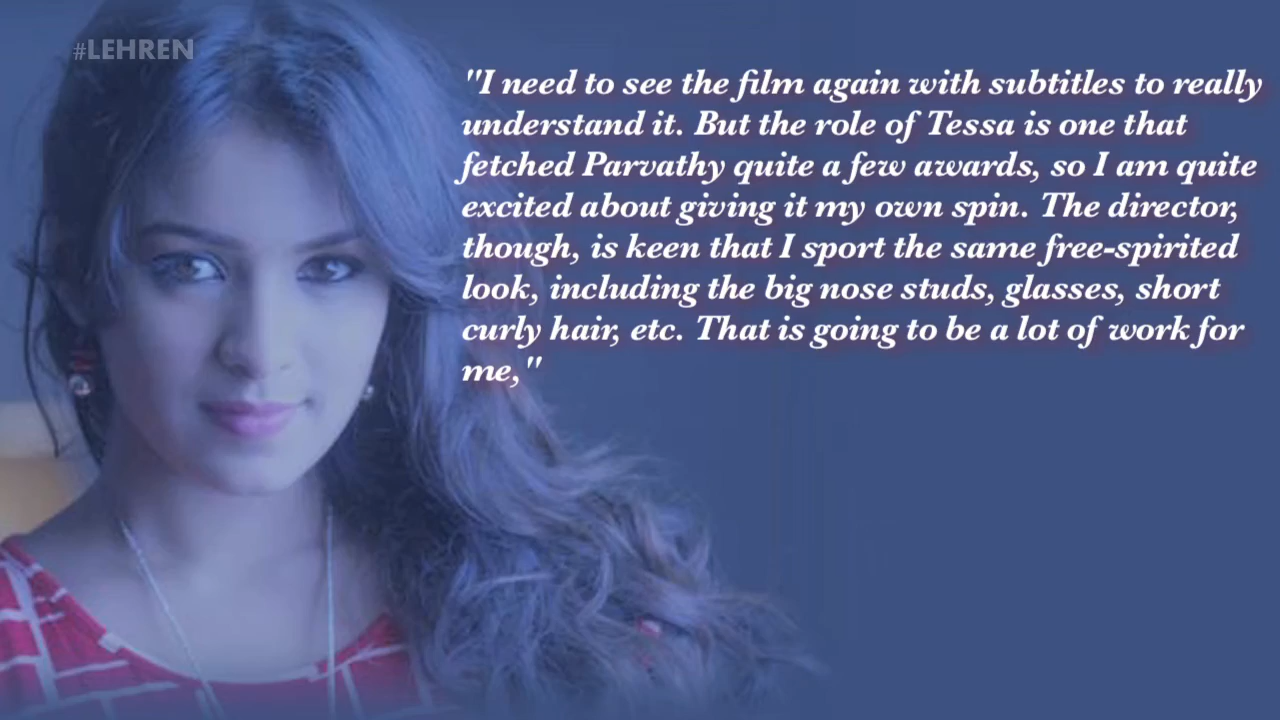 #LEHREN
"I need to see the film again with subtitles to really
understand it. But the role of Tessa is one that
fetched Parvathy quite a few awards, so I am quite
excited about giving it my own spin. The director,
though, is keen that I sport the same free-spirited
look, including the big nose studs, glasses, short
curly hair, etc. That is going to be a lot of work for
me,"